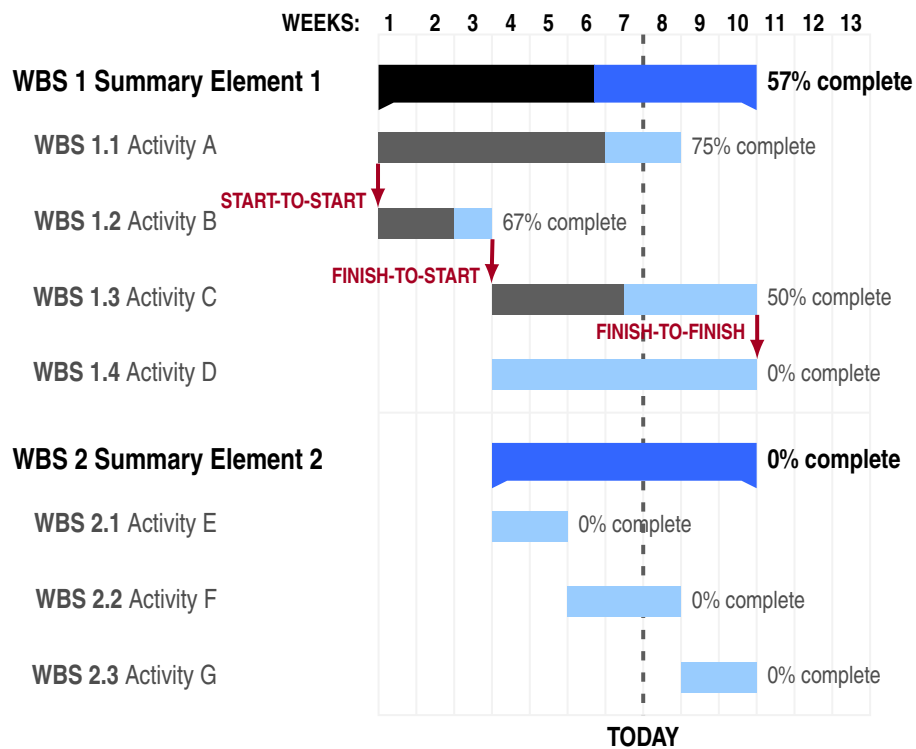 WEEKS: 1 2 3 4 5 6 7 8 9 10 11 12 13
WBS 1 Summary Element 1 57% complete
WBS 1.1 Activity A 75% complete
START-TO-START
WBS 1.2 Activity B 67% complete
FINISH-TO-START
WBS 1.3 Activity C 50% complete
FINISH-TO-FINISH
WBS 1.4 Activity D 0% complete
WBS 2 Summary Element 2 0% complete
WBS 2.1 Activity E 0% complete
WBS 2.2 Activity F 0% complete
WBS 2.3 Activity G 0% complete
TODAY